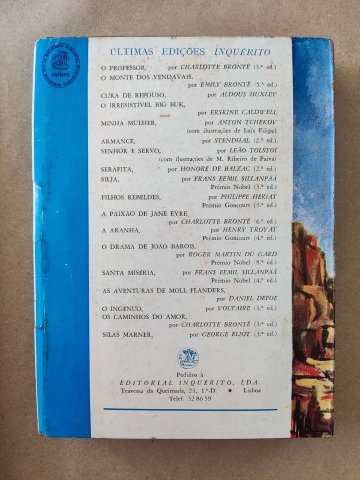 ÚLTIMAS EDIÇÕES INQUÉRITO
O PROFESSOR, por CHARLOTTE BRONTË (3.ª ed.)
O MONTE DOS VENDAVAIS,
por EMILY BRONTË (5.ª ed.)
CURA DE REPOUSO, por ALDOUS HUXLEY
O IRRESISTÍVEL BIG BUK,
por ERSKINE CALDWELL
MINHA MULHER, por ANTON TCHEKOV
(com ilustrações de Luís Filipe)
ARMANCE, por STENDHAL (2.ª ed.)
SENHOR E SERVO, por LEÃO TOLSTOI
(com ilustrações de M. Ribeiro de Paiva)
SERAFITA, por HONORÉ DE BALZAC (2.ª ed.)
SILJA, por FRANS EEMIL SILLANPÄÄ
Prémio Nobel (3.ª ed.)
FILHOS REBELDES, por PHILIPPE HÉRIAT
Prémio Goncourt (3.ª ed.)
A PAIXÃO DE JANE EYRE,
por CHARLOTTE BRONTË (6.ª ed.)
A ARANHA, por HENRY TROYAT
Prémio Goncourt (4.ª ed.)
O DRAMA DE JOÃO BAROIS,
por ROGER MARTIN DU GARD
Prémio Nobel ed.)
SANTA MISÉRIA, por FRANS EEMIL SILLANPÄÄ
Prémio Nobel (4.ª ed.)
AS AVENTURAS DE MOLL FLANDERS,
por DANIEL DEFOE
O INGÉNUO, por VOLTAIRE (3.ª ed.)
OS CAMINHOS DO AMOR,
por CHARLOTTE BRONTË (3.ª ed.)
SILAS MARNER, por GEORGE ELIOT (3.ª ed.)
Pedidos à
EDITORIAL INQUÉRITO, LDA.
Travessa da Queimada, 23, 1.º-D. • Lisboa
Telef. 32 86 59